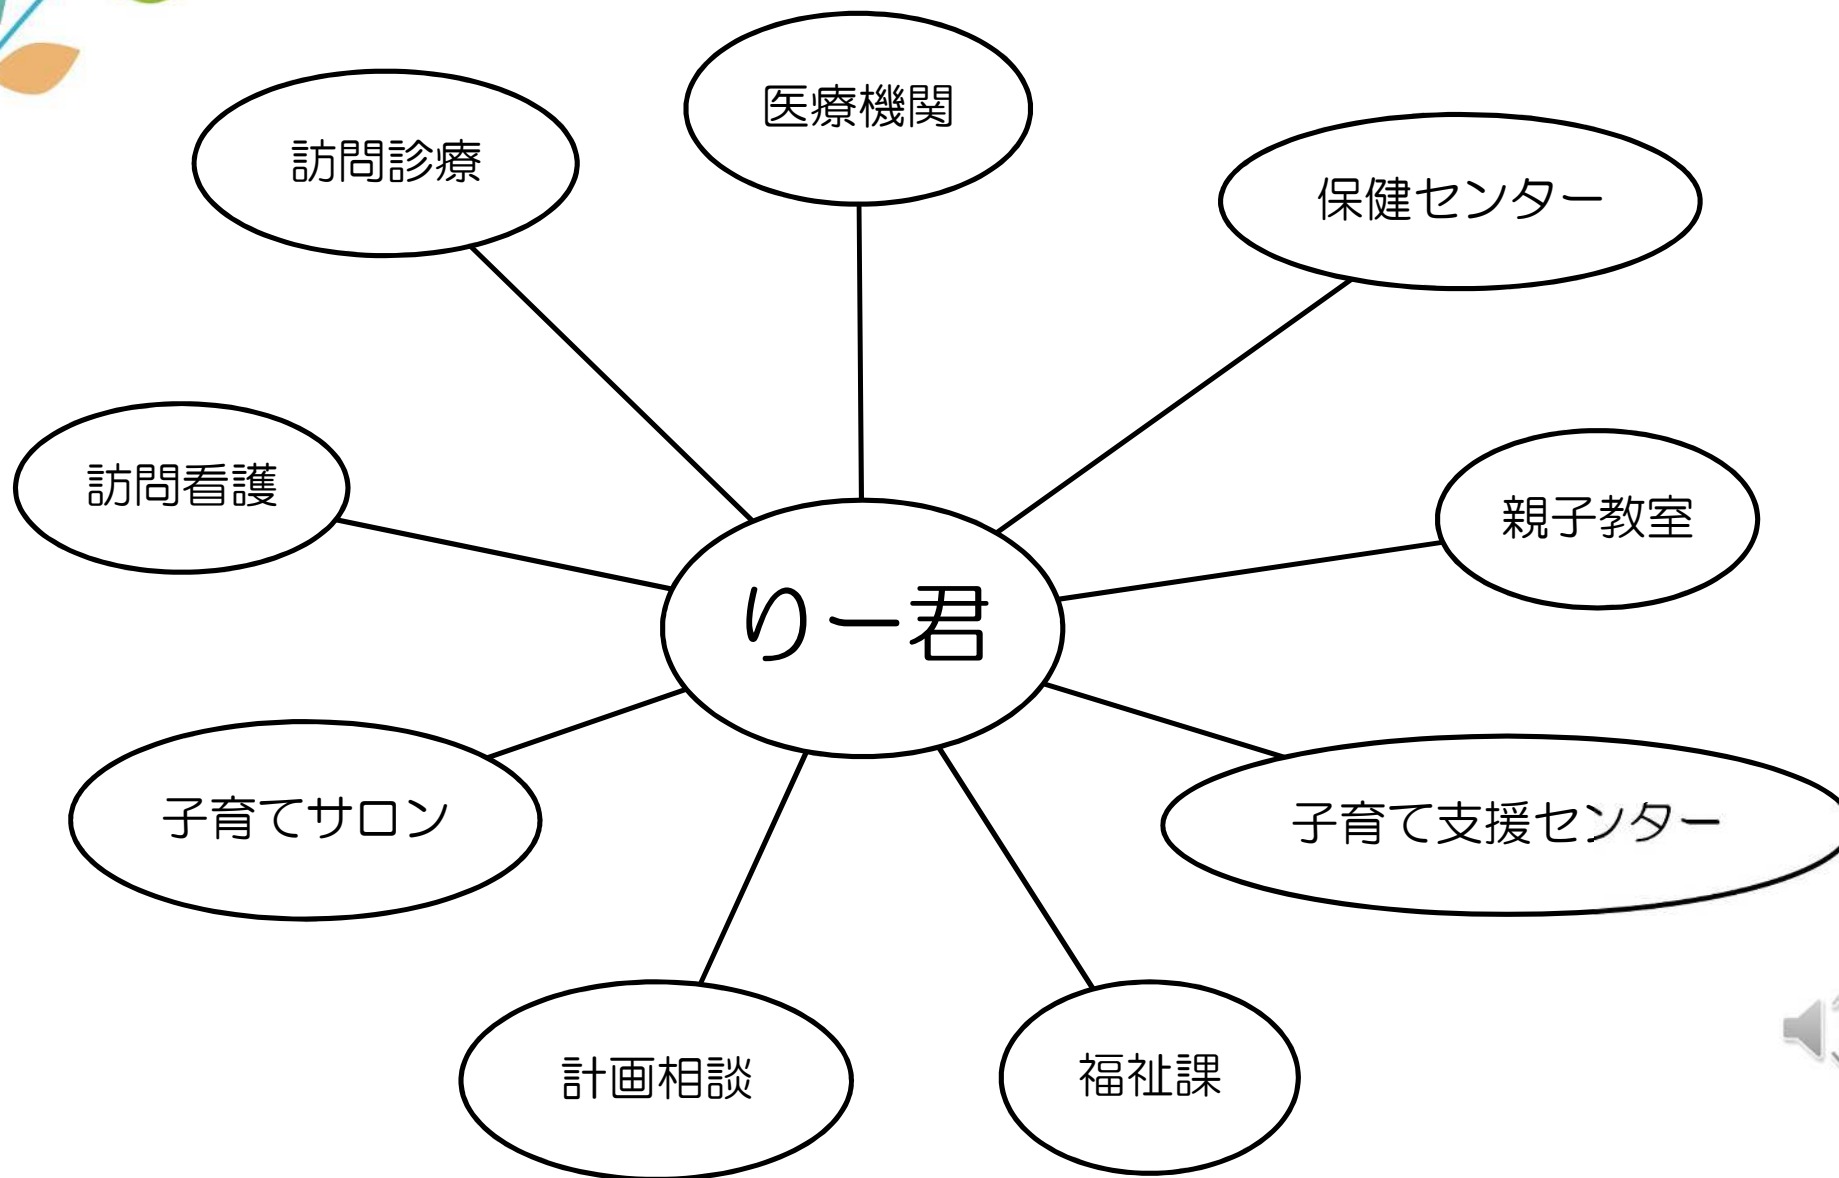 医療機関
訪問診療
保健センター
訪問看護
親子教室
りー君
子育てサロン
子育て支援センター
計画相談
福祉課